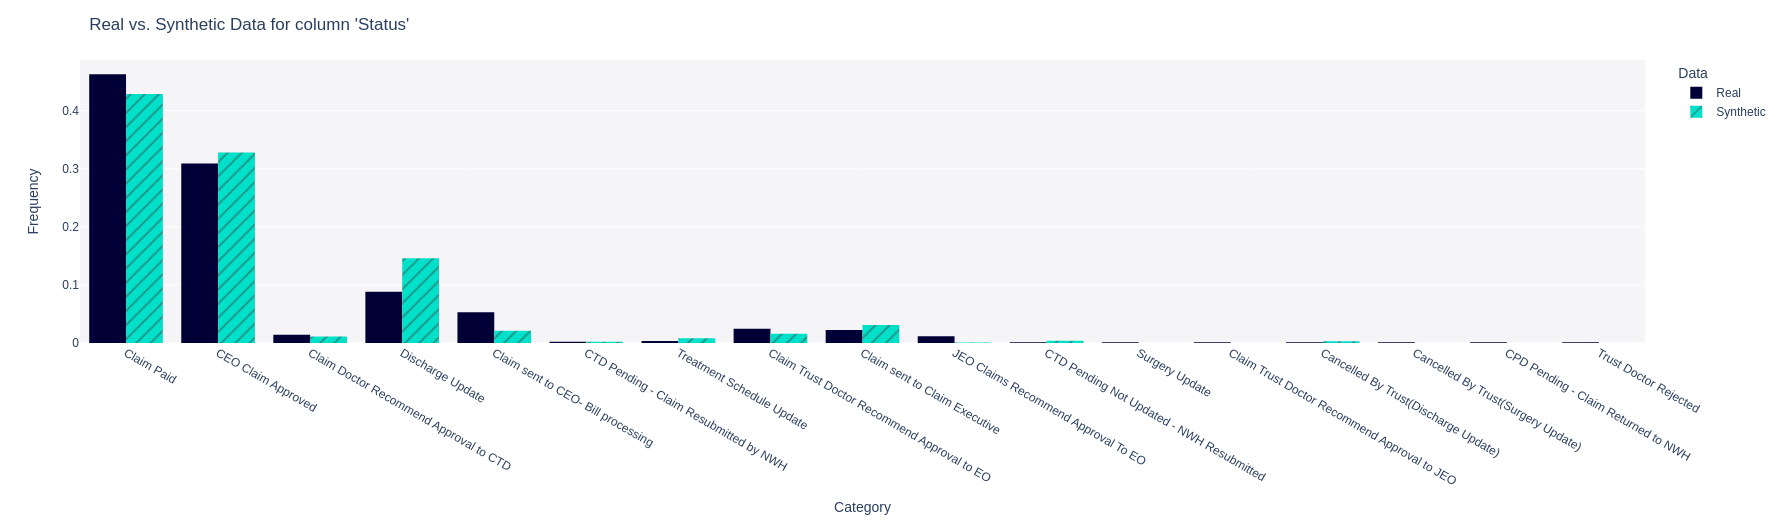 Real vs. Synthetic Data for column 'Status'
Data
Real
Synthetic
Frequency
0.4
0.3
0.2
0.1
0
Claim Paid
CEO Claim Approved
Claim Doctor Recommend Approval to CTD
Discharge Update
Claim sent to CEO- Bill processing
CTD Pending - Claim Resubmitted by NWH
Treatment Schedule Update
Claim Trust Doctor Recommend Approval to EO
Claim sent to Claim Executive
JEO Claims Recommend Approval To EO
CTD Pending Not Updated - NWH Resubmitted
Surgery Update
Claim Trust Doctor Recommend Approval to JEO
Cancelled By Trust(Discharge Update)
Cancelled By Trust(Surgery Update)
CPD Pending - Claim Returned to NWH
Trust Doctor Rejected
Category